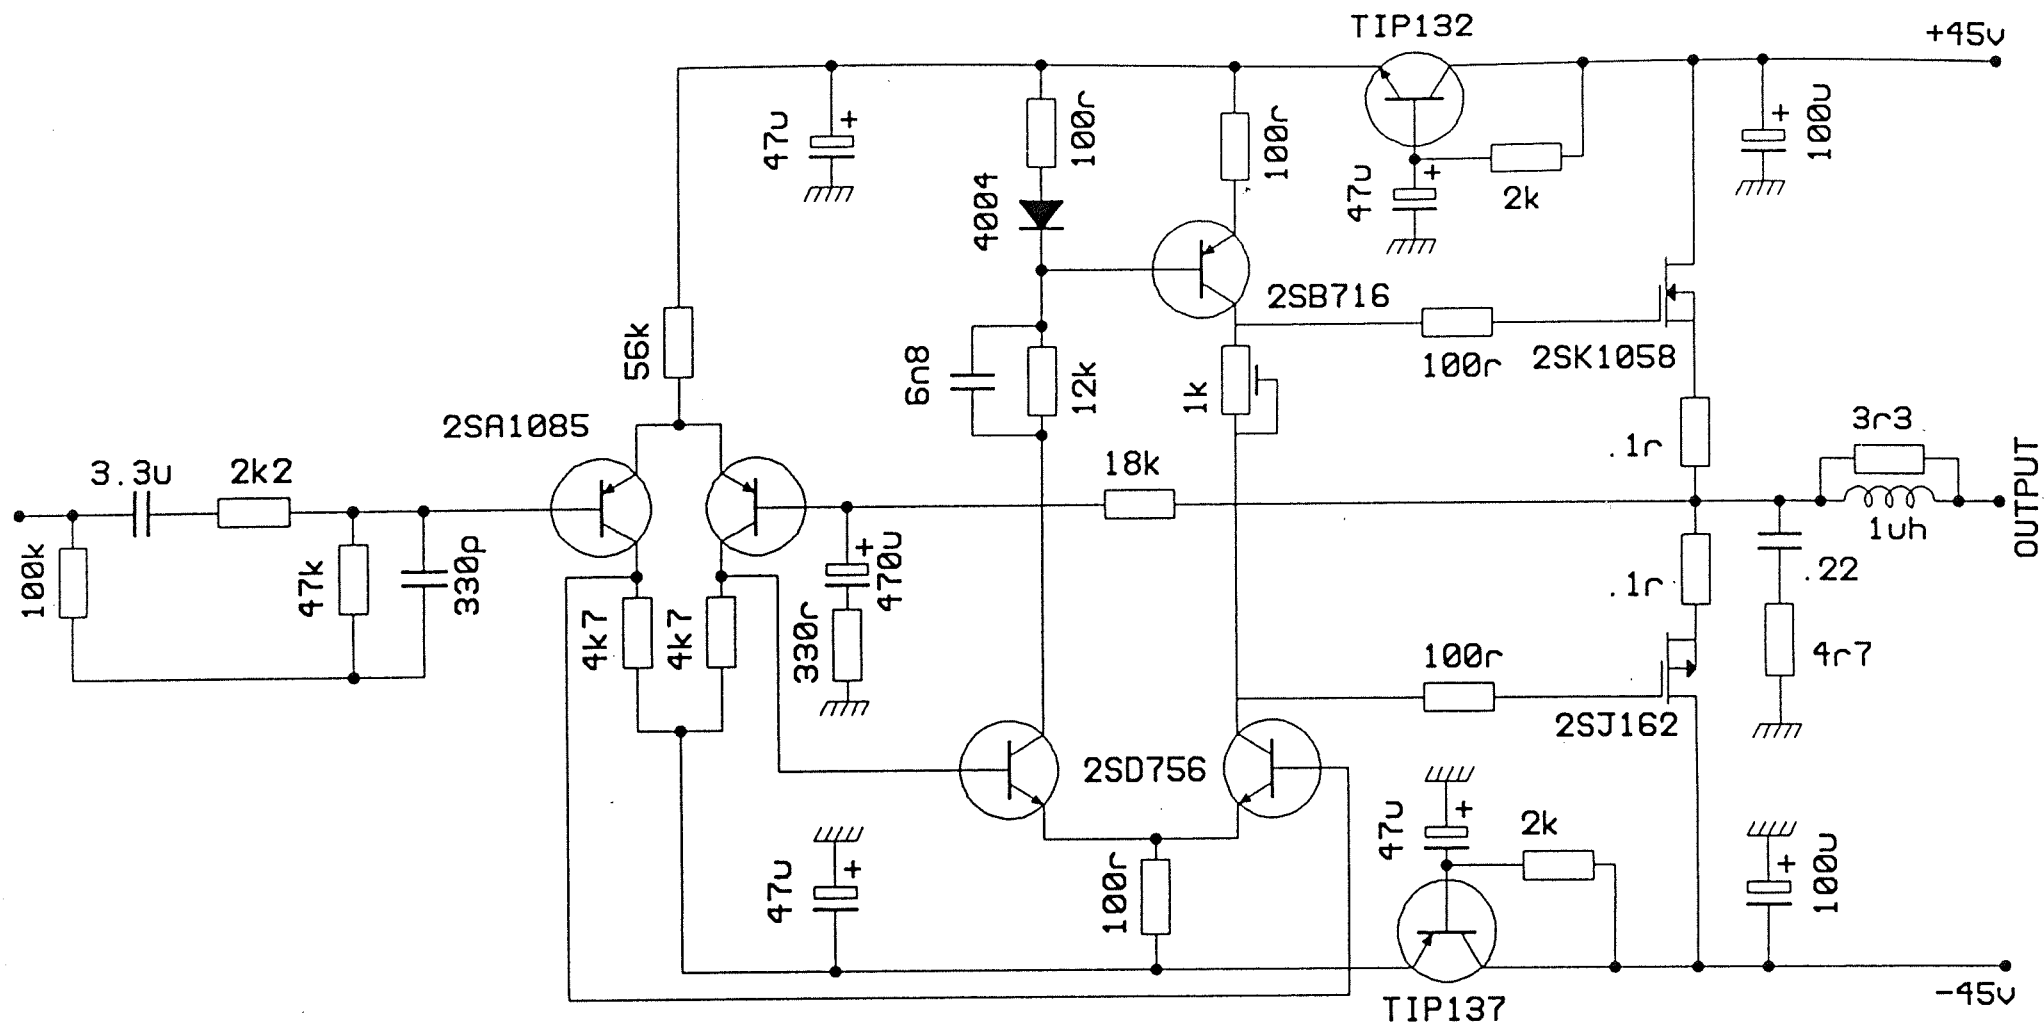 TIP132
+45v
47u
+
100r
100r
47u
+
2k
+
100u
4004
2SB716
56k
6n8
12k
1k
100r
2SK1058
2SA1085
.1r
3r3
3.3u
2k2
18k
1uh
OUTPUT
100k
47k
330p
4k7
4k7
+
470u
330r
.1r
.22
4r7
100r
2SJ162
2SD756
47u
+
100r
47u
+
2k
+
100u
TIP137
-45v